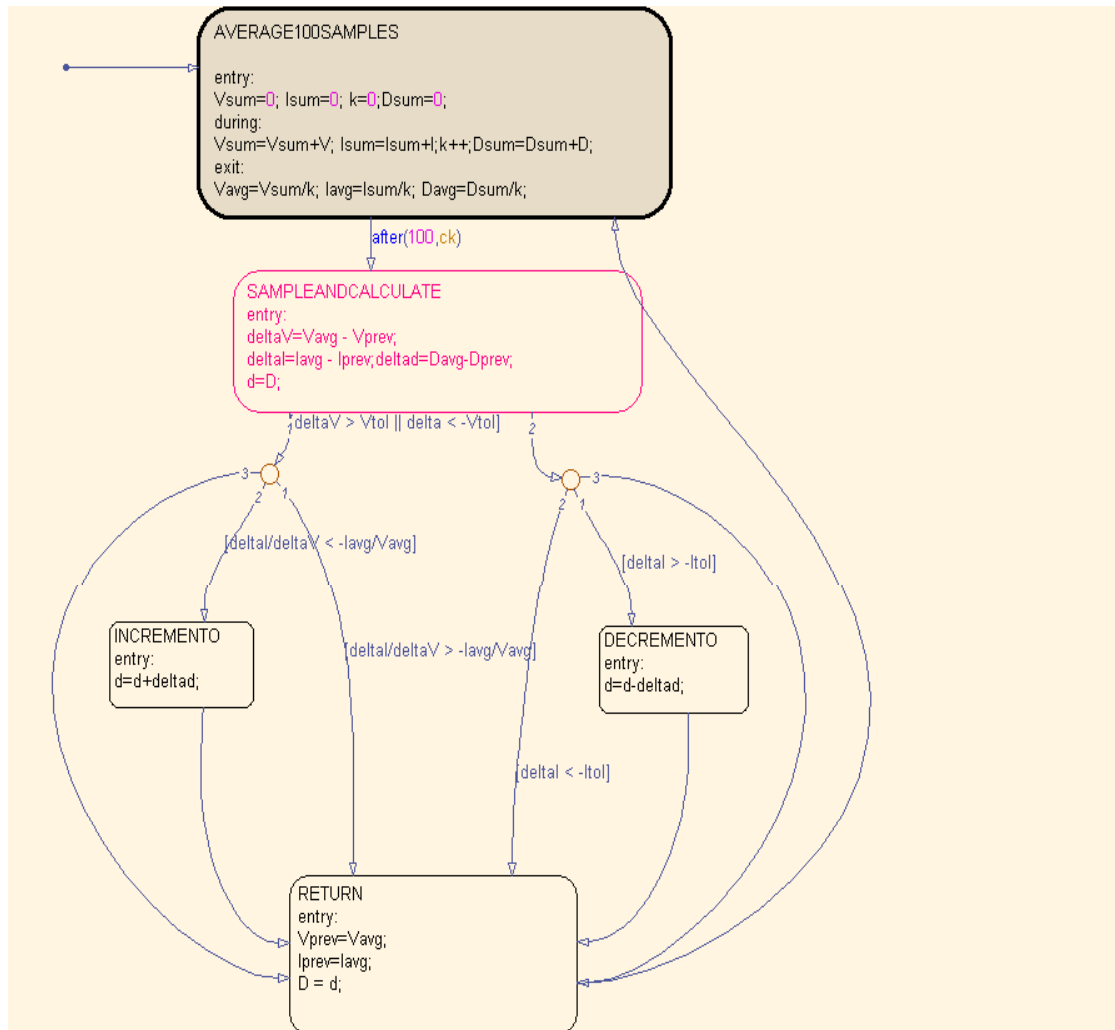 AVERAGE100SAMPLES
entry:
Vsum=0; Isum=0; k=0;Dsum=0;
during:
Vsum=Vsum+V; Isum=Isum+I;k++;Dsum=Dsum+D;
exit:
Vavg=Vsum/k; Iavg=Isum/k; Davg=Dsum/k;
after(100,ck)
SAMPLEANDCALCULATE
entry:
deltaV=Vavg - Vprev;
deltaI=Iavg - Iprev;deltad=Davg-Dprev;
d=D;
1
[deltaV > Vtol || delta < -Vtol]
2
3
2
1
3
2
1
[deltaI/deltaV < -Iavg/Vavg]
[deltaI > -Itol]
INCREMENTO
entry:
d=d+deltad;
[deltaI/deltaV > -Iavg/Vavg]
DECREMENTO
entry:
d=d-deltad;
[deltaI < -Itol]
RETURN
entry:
Vprev=Vavg;
Iprev=Iavg;
D = d;